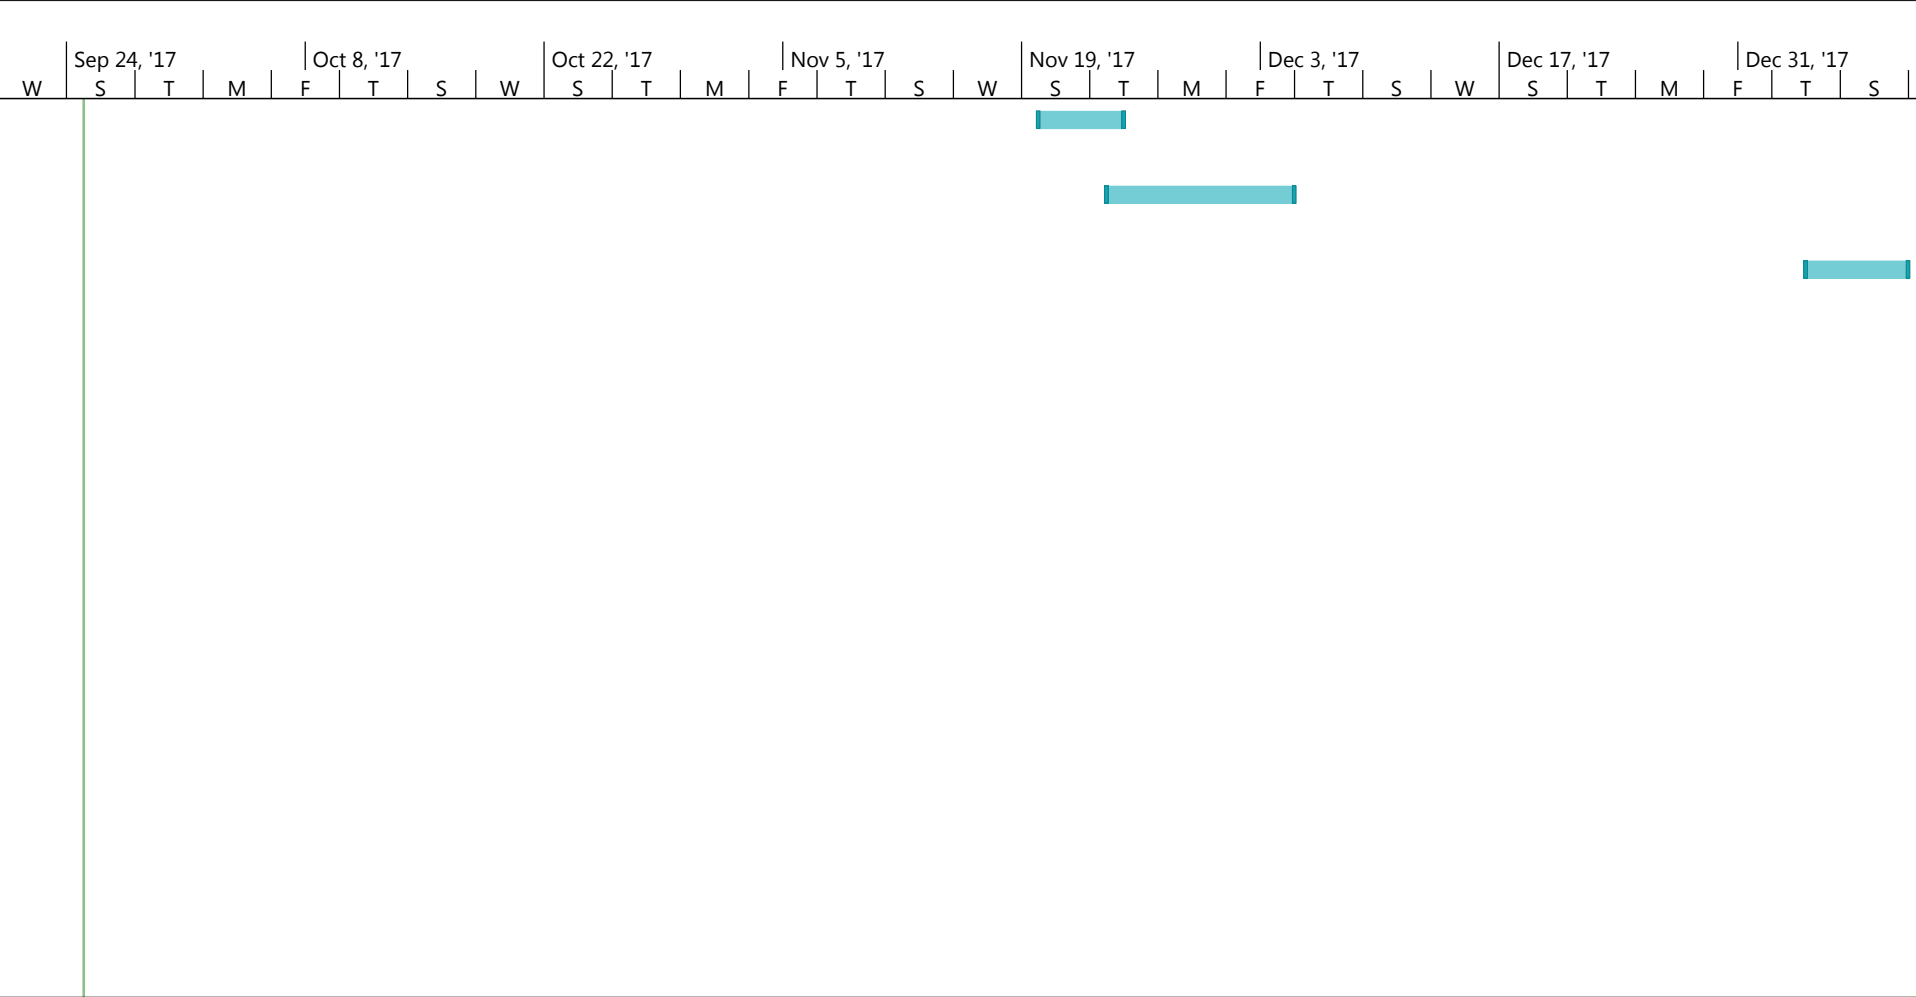 Sep 24, '17 Oct 8, '17 Oct 22, '17 Nov 5, '17 Nov 19, '17 Dec 3, '17 Dec 17, '17 Dec 31, '17
W S T M F T S W S T M F T S W S T M F T S W S T M F T S